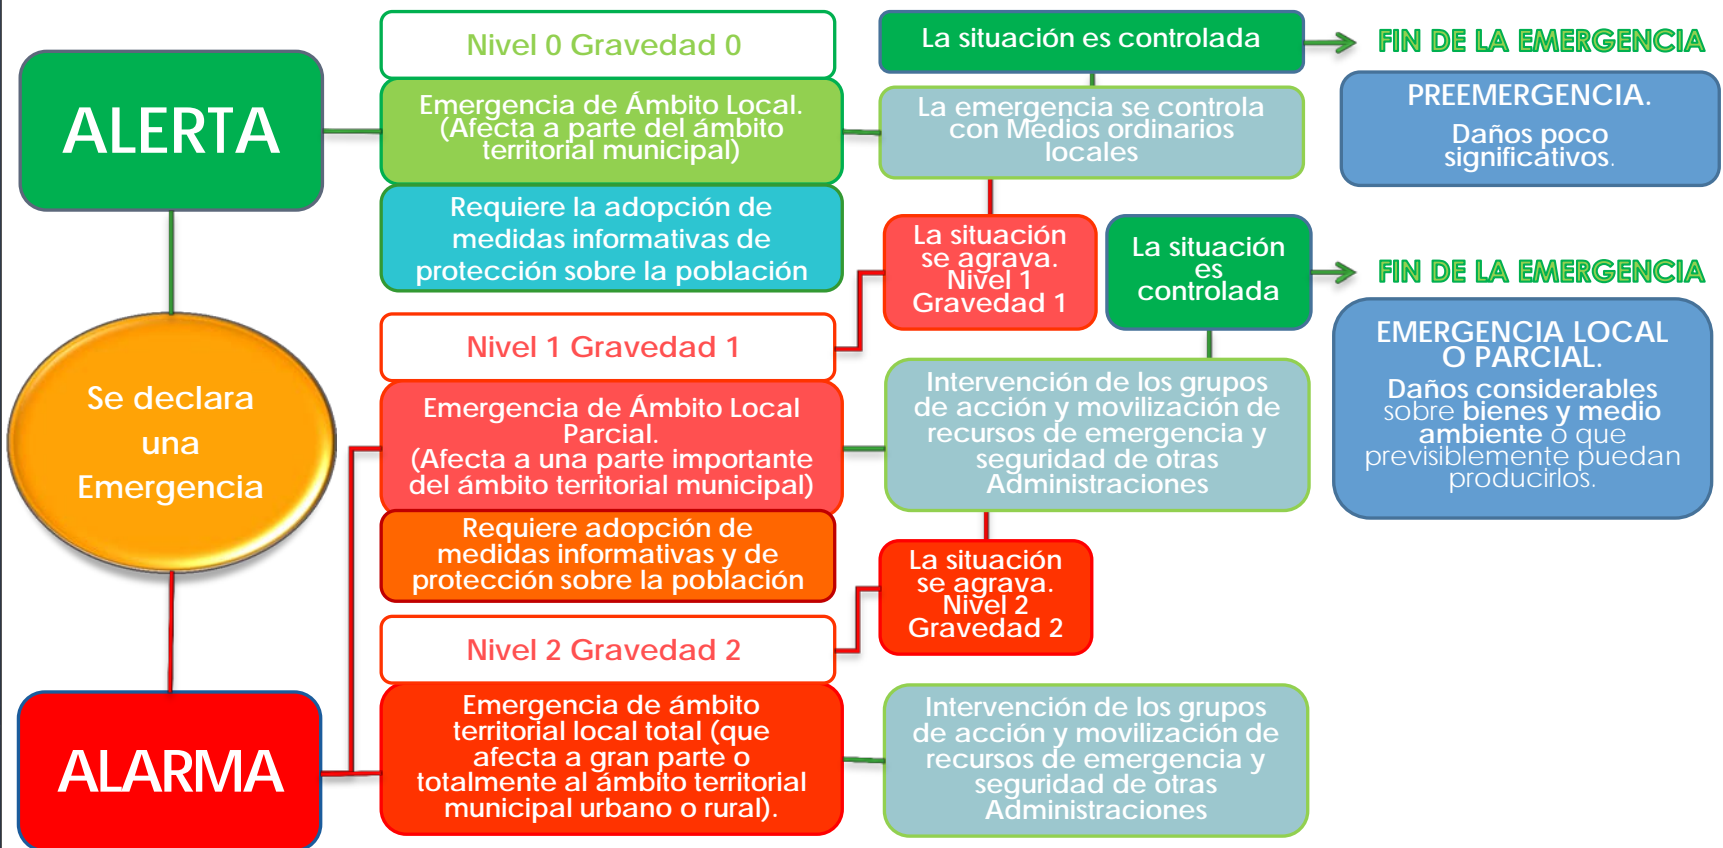 ALERTA
Se declara
una
Emergencia
ALARMA
Nivel 0 Gravedad 0
Emergencia de Ámbito Local.
(Afecta a parte del ámbito
territorial municipal)
Requiere la adopción de
medidas informativas de
protección sobre la población
La situación es controlada
FIN DE LA EMERGENCIA
La emergencia se controla
con Medios ordinarios
locales
PREEMERGENCIA.
Daños poco
significativos.
La situación
se agrava.
Nivel 1
Gravedad 1
La situación
es
controlada
FIN DE LA EMERGENCIA
Nivel 1 Gravedad 1
Emergencia de Ámbito Local
Parcial.
(Afecta a una parte importante
del ámbito territorial municipal)
Requiere adopción de
medidas informativas y de
protección sobre la población
Intervención de los grupos
de acción y movilización de
recursos de emergencia y
seguridad de otras
Administraciones
EMERGENCIA LOCAL
O PARCIAL.
Daños considerables
sobre bienes y medio
ambiente o que
previsiblemente puedan
producirlos.
La situación
se agrava.
Nivel 2
Gravedad 2
Nivel 2 Gravedad 2
Emergencia de ámbito
territorial local total (que
afecta a gran parte o
totalmente al ámbito territorial
municipal urbano o rural).
Intervención de los grupos
de acción y movilización de
recursos de emergencia y
seguridad de otras
Administraciones